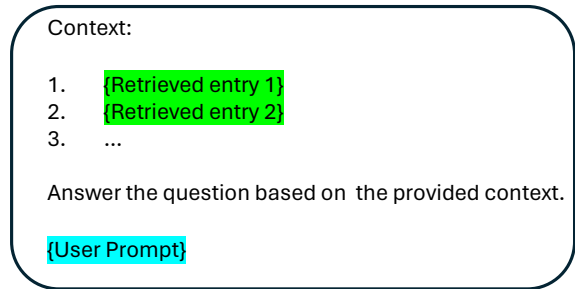 Context:
1. {Retrieved entry 1}
2. {Retrieved entry 2}
3. ...
Answer the question based on  the provided context.
{User Prompt}